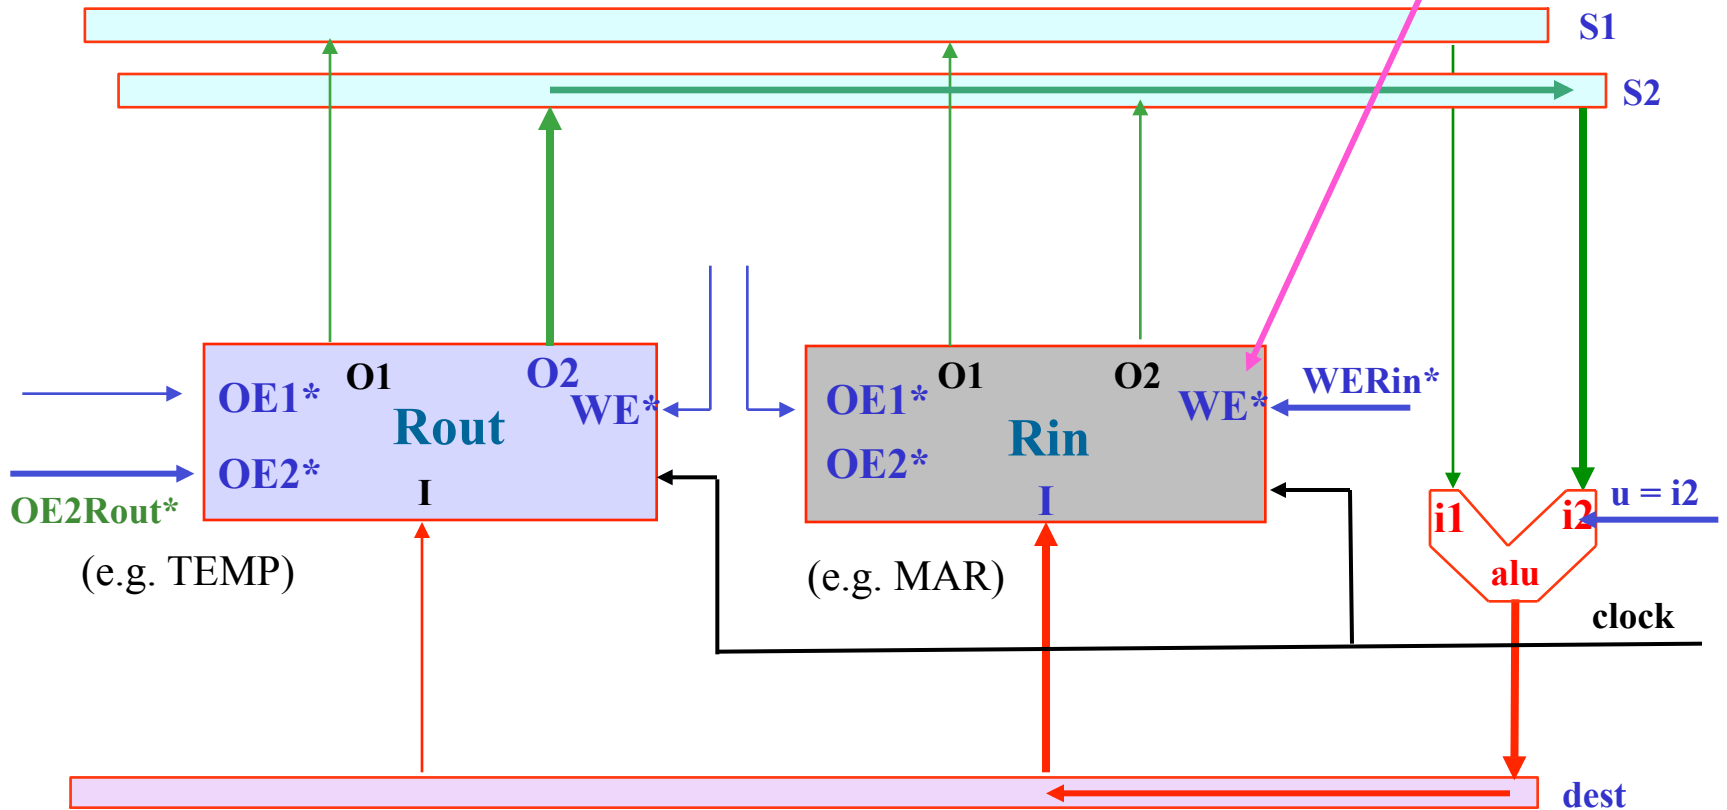 S1
S2
O1
O2
OE1*
WE*
Rout
OE2*
I
OE2Rout*
(e.g. TEMP)
O1
O2
OE1*
WE*
WERin*
Rin
OE2*
I
(e.g. MAR)
i1
i2
u = i2
alu
clock
dest